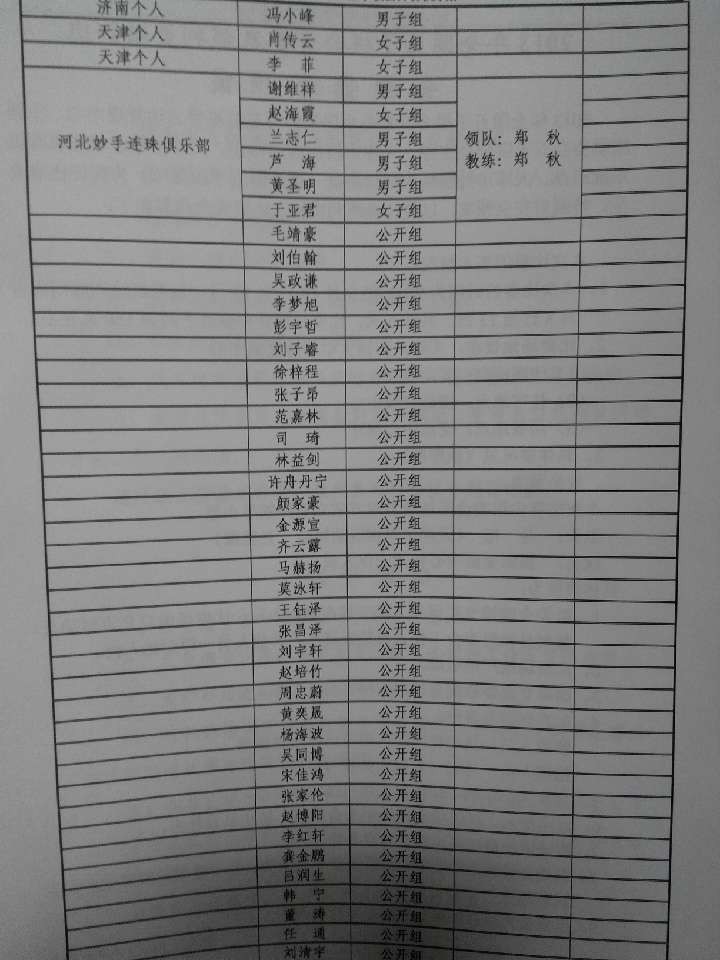 济南个人 冯小峰 男子组
天津个人 肖传云 女子组
天津个人 李 菲 女子组
谢维祥 男子组
赵海霞 女子组
河北妙手连珠俱乐部 兰志仁 男子组 领队：郑 秋
芦 海 男子组 教练：郑 秋
黄圣明 男子组
于亚君 女子组
毛靖豪 公开组
刘伯翰 公开组
吴政谦 公开组
李梦旭 公开组
彭宇哲 公开组
刘子睿 公开组
徐梓程 公开组
张子昂 公开组
范嘉林 公开组
司 琦 公开组
林益剑 公开组
许舟丹宁 公开组
颜家豪 公开组
金源宣 公开组
齐云露 公开组
马赫扬 公开组
莫泳轩 公开组
王钰泽 公开组
张昌泽 公开组
刘宇轩 公开组
赵培竹 公开组
周忠蔚 公开组
黄奕晟 公开组
杨海波 公开组
吴同博 公开组
宋佳鸿 公开组
张家伦 公开组
赵博阳 公开组
李红轩 公开组
龚金鹏 公开组
吕润生 公开组
韩 宁 公开组
董 涛 公开组
任 通 公开组
刘清宇 公开组